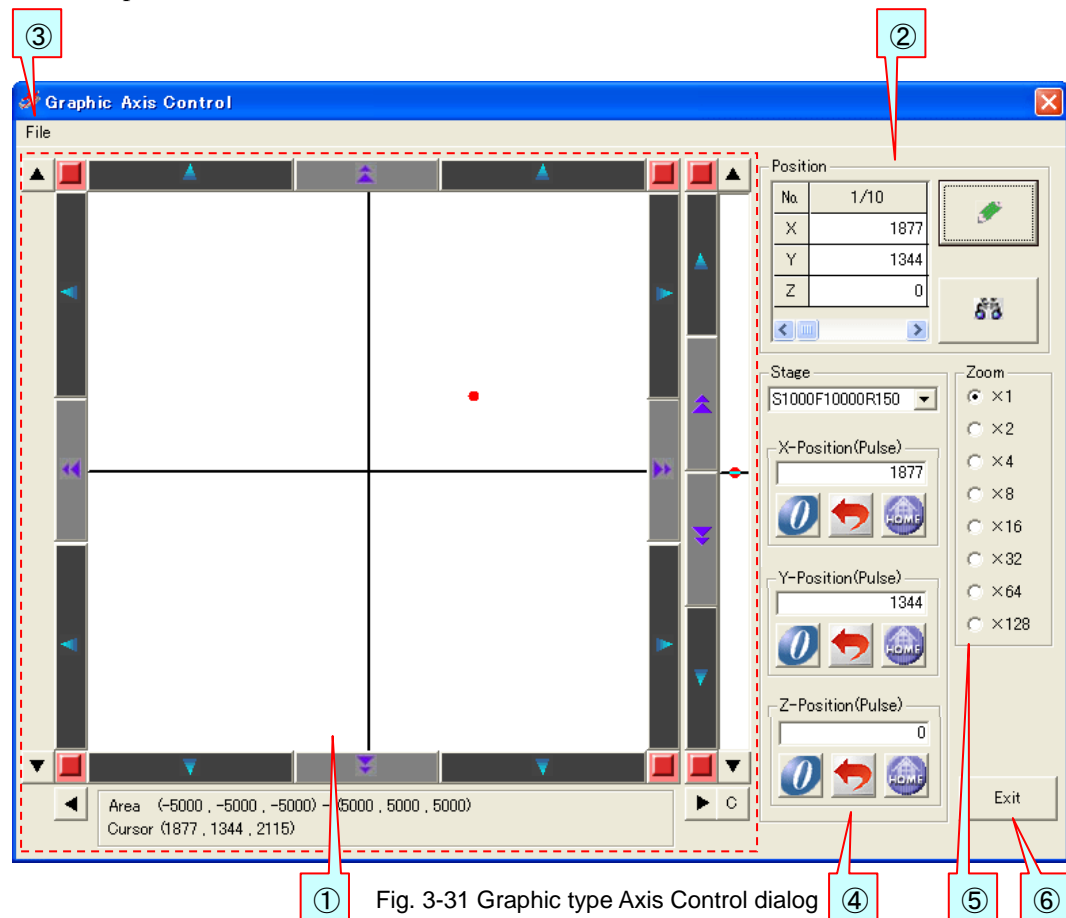 ③
②
Graphic Axis Control
File
Position
No. 1/10
X 1877
Y 1344
Z 0
Stage
S1000F10000R150
Zoom
×1
×2
×4
×8
×16
×32
×64
×128
X-Position(Pulse)
1877
0
HOME
Y-Position(Pulse)
1344
0
HOME
Z-Position(Pulse)
0
0
HOME
C
Area (-5000 , -5000 , -5000) - (5000 , 5000 , 5000)
Cursor (1877 , 1344 , 2115)
Exit
①
Fig. 3-31 Graphic type Axis Control dialog
④
⑤
⑥